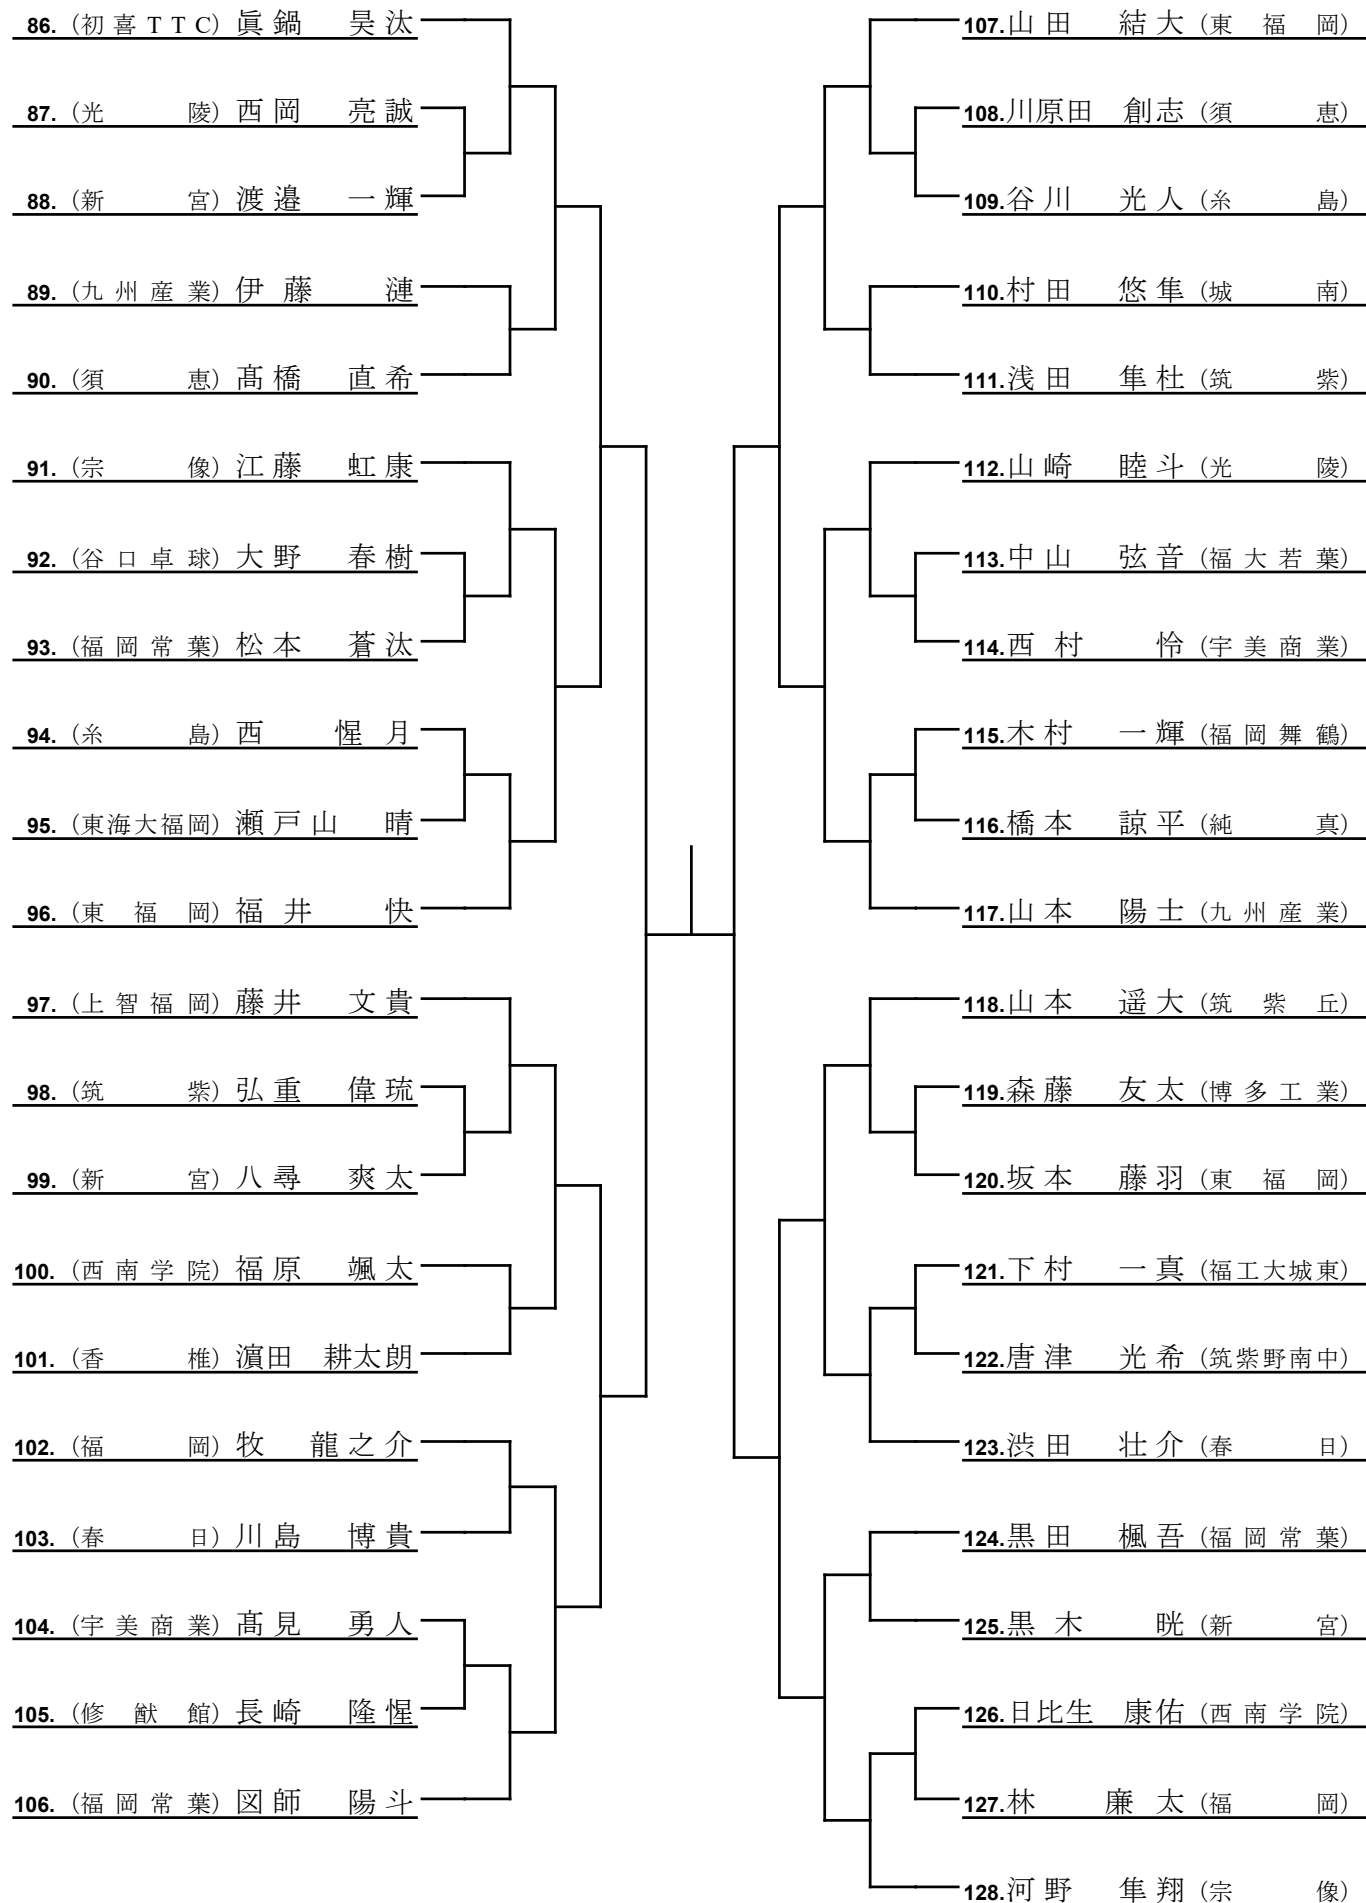 86. (初喜TTC) 眞鍋 昊汰
87. (光陵) 西岡 亮誠
88. (新宮) 渡邉 一輝
89. (九州産業) 伊藤 漣
90. (須恵) 髙橋 直希
91. (宗像) 江藤 虹康
92. (谷口卓球) 大野 春樹
93. (福岡常葉) 松本 蒼汰
94. (糸島) 西 惺月
95. (東海大福岡) 瀬戸山 晴
96. (東福岡) 福井 快
97. (上智福岡) 藤井 文貴
98. (筑紫) 弘重 偉琉
99. (新宮) 八尋 爽太
100. (西南学院) 福原 颯太
101. (香椎) 濵田 耕太朗
102. (福岡) 牧 龍之介
103. (春日) 川島 博貴
104. (宇美商業) 髙見 勇人
105. (修猷館) 長崎 隆惺
106. (福岡常葉) 図師 陽斗
107. 山田 結大 (東福岡)
108. 川原田 創志 (須恵)
109. 谷川 光人 (糸島)
110. 村田 悠隼 (城南)
111. 浅田 隼杜 (筑紫)
112. 山崎 睦斗 (光陵)
113. 中山 弦音 (福大若葉)
114. 西村 怜 (宇美商業)
115. 木村 一輝 (福岡舞鶴)
116. 橋本 諒平 (純真)
117. 山本 陽士 (九州産業)
118. 山本 遥大 (筑紫丘)
119. 森藤 友太 (博多工業)
120. 坂本 藤羽 (東福岡)
121. 下村 一真 (福工大城東)
122. 唐津 光希 (筑紫野南中)
123. 渋田 壮介 (春日)
124. 黒田 楓吾 (福岡常葉)
125. 黒木 晄 (新宮)
126. 日比生 康佑 (西南学院)
127. 林 廉太 (福岡)
128. 河野 隼翔 (宗像)